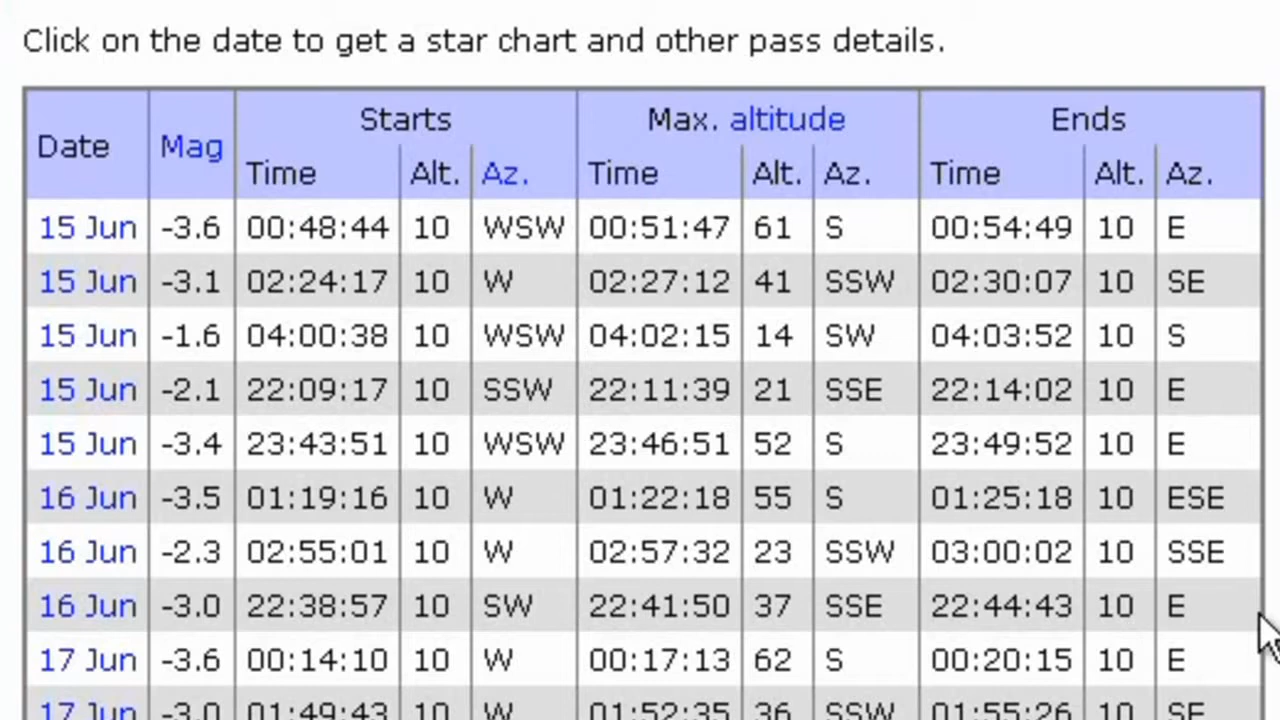 Click on the date to get a star chart and other pass details.
Date Mag Starts Max. altitude Ends
Time Alt. Az. Time Alt. Az. Time Alt. Az.
15 Jun -3.6 00:48:44 10 WSW 00:51:47 61 S 00:54:49 10 E
15 Jun -3.1 02:24:17 10 W 02:27:12 41 SSW 02:30:07 10 SE
15 Jun -1.6 04:00:38 10 WSW 04:02:15 14 SW 04:03:52 10 S
15 Jun -2.1 22:09:17 10 SSW 22:11:39 21 SSE 22:14:02 10 E
15 Jun -3.4 23:43:51 10 WSW 23:46:51 52 S 23:49:52 10 E
16 Jun -3.5 01:19:16 10 W 01:22:18 55 S 01:25:18 10 ESE
16 Jun -2.3 02:55:01 10 W 02:57:32 23 SSW 03:00:02 10 SSE
16 Jun -3.0 22:38:57 10 SW 22:41:50 37 SSE 22:44:43 10 E
17 Jun -3.6 00:14:10 10 W 00:17:13 62 S 00:20:15 10 E
17 Jun -3.0 01:49:43 10 W 01:52:35 36 SSW 01:55:26 10 SE